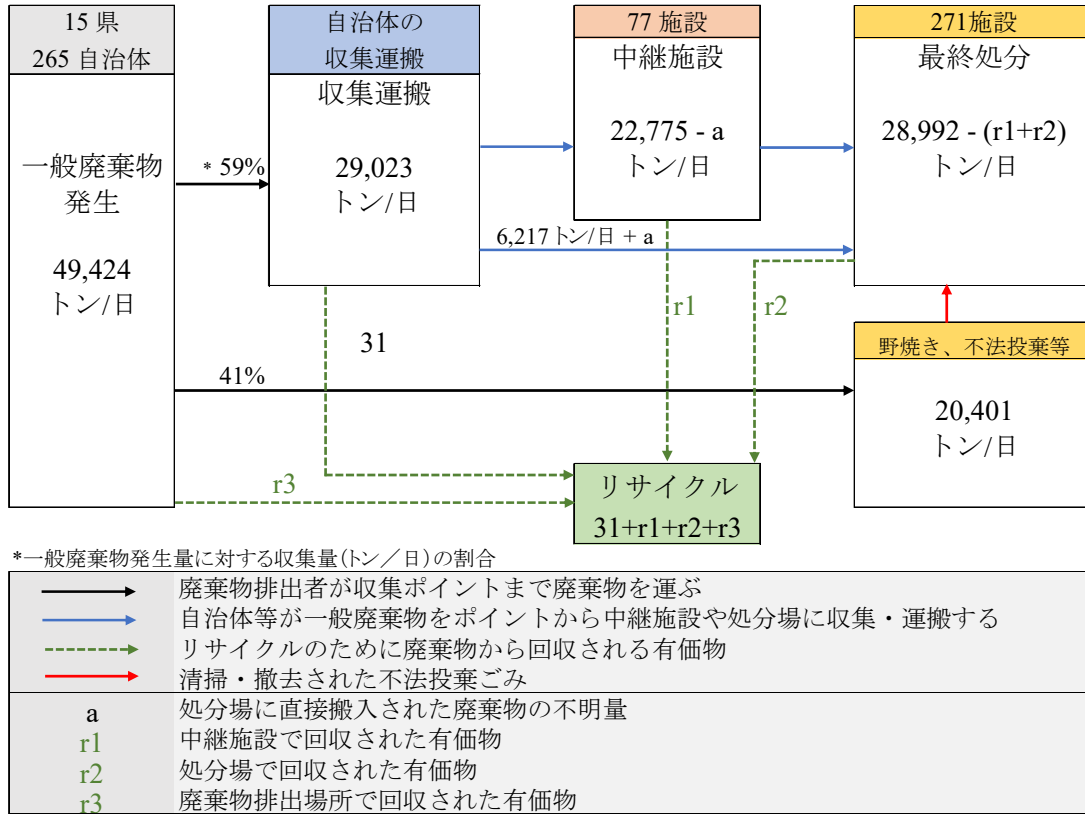 15 県
265 自治体
一般廃棄物
発生
49,424
トン/日
* 59%
自治体の
収集運搬
収集運搬
29,023
トン/日
77 施設
中継施設
22,775 - a
トン/日
271施設
最終処分
28,992 - (r1+r2)
トン/日
6,217トン/日 + a
31
r1
r2
41%
野焼き、不法投棄等
20,401
トン/日
r3
リサイクル
31+r1+r2+r3
*一般廃棄物発生量に対する収集量(トン／日)の割合
廃棄物排出者が収集ポイントまで廃棄物を運ぶ
自治体等が一般廃棄物をポイントから中継施設や処分場に収集・運搬する
リサイクルのために廃棄物から回収される有価物
清掃・撤去された不法投棄ごみ
a 処分場に直接搬入された廃棄物の不明量
r1 中継施設で回収された有価物
r2 処分場で回収された有価物
r3 廃棄物排出場所で回収された有価物